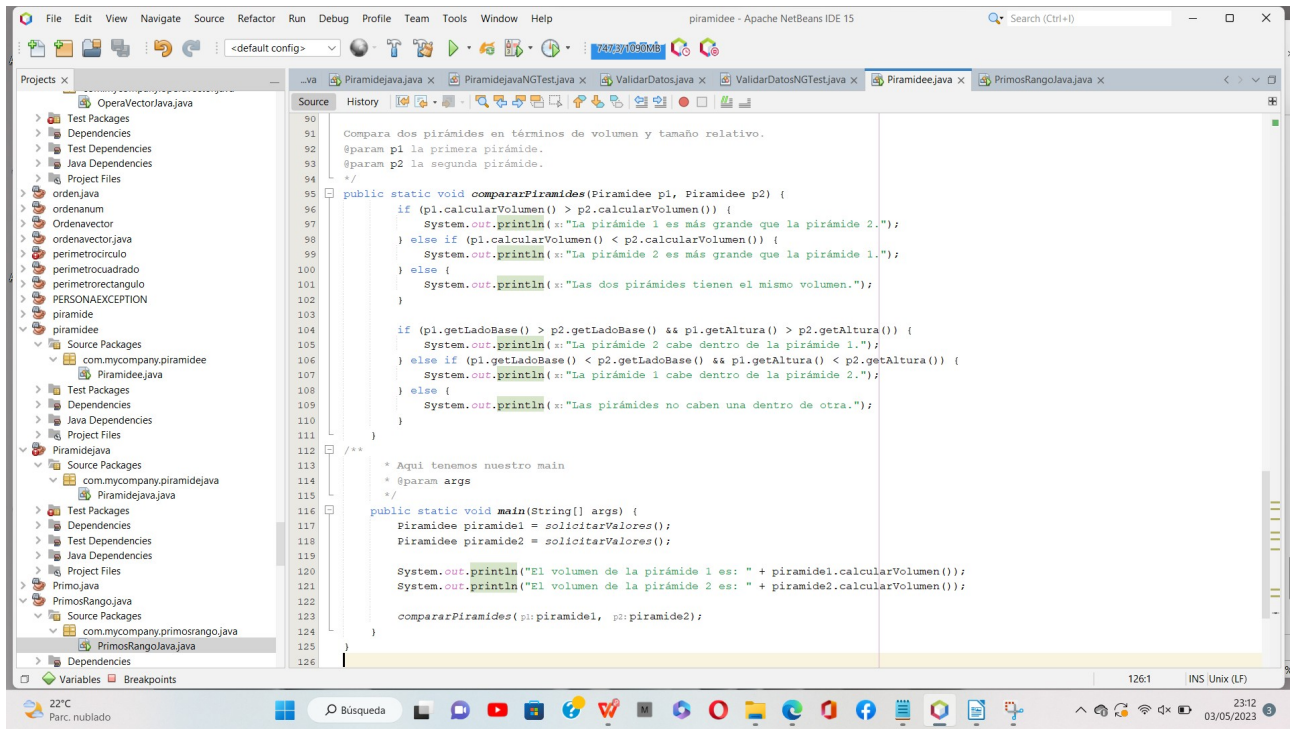 File Edit View Navigate Source Refactor Run Debug Profile Team Tools Window Help
piramidee - Apache NetBeans IDE 15
Search (Ctrl+I)
<default config>
747,3/1090MB
Projects
...va Piramidejava.java PiramidejavaNGTest.java ValidarDatos.java ValidarDatosNGTest.java Piramidee.java PrimosRangoJava.java
Source History
OperaVectorJava.java
Test Packages
Dependencies
Test Dependencies
Java Dependencies
Project Files
orden.java
ordenanum
Ordenavector
ordenavector.java
perimetrocirculo
perimetrocuadrado
perimetrorectangulo
PERSONAEXCEPTION
piramide
piramidee
Source Packages
com.mycompany.piramidee
Piramidee.java
Test Packages
Dependencies
Java Dependencies
Project Files
Piramidejava
Source Packages
com.mycompany.piramidejava
Piramidejava.java
Test Packages
Dependencies
Test Dependencies
Java Dependencies
Project Files
Primo.java
PrimosRango.java
Source Packages
com.mycompany.primosrango.java
PrimosRangoJava.java
Dependencies
90
91 Compara dos pirámides en términos de volumen y tamaño relativo.
92 @param p1 la primera pirámide.
93 @param p2 la segunda pirámide.
94 */
95 public static void compararPiramides(Piramidee p1, Piramidee p2) {
96 if (p1.calcularVolumen() > p2.calcularVolumen()) {
97 System.out.println(x:"La pirámide 1 es más grande que la pirámide 2.");
98 } else if (p1.calcularVolumen() < p2.calcularVolumen()) {
99 System.out.println(x:"La pirámide 2 es más grande que la pirámide 1.");
100 } else {
101 System.out.println(x:"Las dos pirámides tienen el mismo volumen.");
102 }
103
104 if (p1.getLadoBase() > p2.getLadoBase() && p1.getAltura() > p2.getAltura()) {
105 System.out.println(x:"La pirámide 2 cabe dentro de la pirámide 1.");
106 } else if (p1.getLadoBase() < p2.getLadoBase() && p1.getAltura() < p2.getAltura()) {
107 System.out.println(x:"La pirámide 1 cabe dentro de la pirámide 2.");
108 } else {
109 System.out.println(x:"Las pirámides no caben una dentro de otra.");
110 }
111 }
112 /**
113 * Aqui tenemos nuestro main
114 * @param args
115 */
116 public static void main(String[] args) {
117 Piramidee piramide1 = solicitarValores();
118 Piramidee piramide2 = solicitarValores();
119
120 System.out.println("El volumen de la pirámide 1 es: " + piramide1.calcularVolumen());
121 System.out.println("El volumen de la pirámide 2 es: " + piramide2.calcularVolumen());
122
123 compararPiramides(p1:piramide1, p2:piramide2);
124 }
125 }
126
Variables Breakpoints
126:1 INS Unix (LF)
22°C
Parc. nublado
Búsqueda
23:12
03/05/2023
3